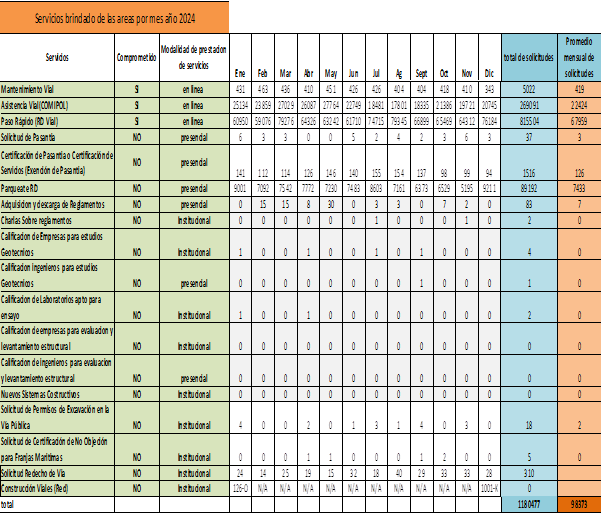 Servicios brindado de las areas por mes año 2024
Servicios Comprometido Modalidad de prestacion de servicios Ene Feb Mar Abr May Jun Jul Ag Sept Oct Nov Dic total de solicitudes Promedio mensual de solicitudes
Mantenimiento Vial SI en linea 431 463 436 410 451 426 426 404 404 418 410 343 5022 419
Asistencia Vial(COMIPOL) SI en linea 25134 23859 27029 26087 27764 22749 18481 17801 18335 21386 19721 20745 269091 22424
Paso Rápido (RD Vial) SI en linea 60950 59076 79276 64326 63242 61710 74715 79345 66899 65469 64312 76184 815504 67959
Solicitud de Pasantia NO presencial 6 3 3 0 0 5 2 4 2 3 6 3 37 3
Certificación de Pasantia o Certificación de
Servicios (Exención de Pasantia) NO presencial 141 112 114 126 146 140 155 154 137 98 99 94 1516 126
Parqueate RD NO presencial 9001 7092 7542 7772 7230 7483 8603 7161 6373 6529 5195 9211 89192 7433
Adquisicion y descarga de Reglamentos NO presencial 0 15 15 8 30 0 3 3 0 7 2 0 83 7
Charlas Sobre reglamentos NO Institucional 0 0 0 0 0 0 1 0 0 0 1 0 2 0
Calificacion de Empresas para estudios
Geotecnicos NO Institucional 1 0 0 1 0 0 1 0 1 0 0 0 4 0
Calificacion Ingenieros para estudios
Geotecnicos NO presencial 0 0 0 0 0 0 0 0 1 0 0 0 1 0
Calificacion de Laboratorios apto para
ensayo NO Institucional 1 0 0 1 0 0 0 0 0 0 0 0 2 0
Calificacion de empresas para evaluacion y
levantamiento estructural NO Institucional 0 0 0 0 0 0 0 0 0 0 0 0 0 0
Calificacion de Ingenieros para evaluacion
y levantamiento estructural NO presencial 0 0 0 0 0 0 0 0 0 0 0 0 0 0
Nuevos Sistemas Costructivos NO Institucional 0 0 0 0 0 0 0 0 0 0 0 0 0 0
Solicitud de Permisos de Excavación en la
Via Pública NO Institucional 4 0 0 2 0 1 3 1 4 0 3 0 18 2
Solicitud de Certificación de No Objeción
para Franjas Maritimas NO Institucional 0 0 0 1 1 0 0 0 1 2 0 0 5 0
Solicitud Redecho de Vía NO Institucional 24 14 25 19 15 32 18 40 29 33 33 28 310
Construcción Viales (Red) NO Institucional 126-O N/A N/A N/A N/A N/A N/A N/A N/A N/A N/A 1001-K 0
total 1180477 98373